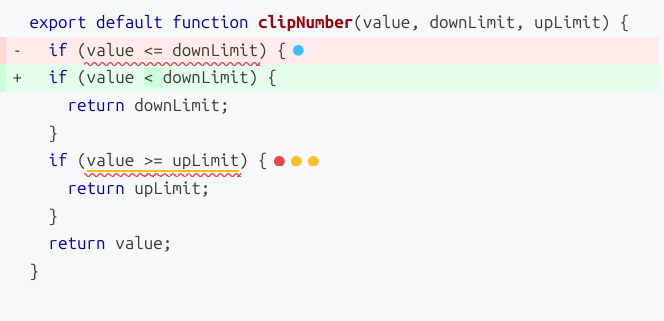 export default function clipNumber(value, downLimit, upLimit) {
-  if (value <= downLimit) {
+  if (value < downLimit) {
    return downLimit;
  }
  if (value >= upLimit) {
    return upLimit;
  }
  return value;
}